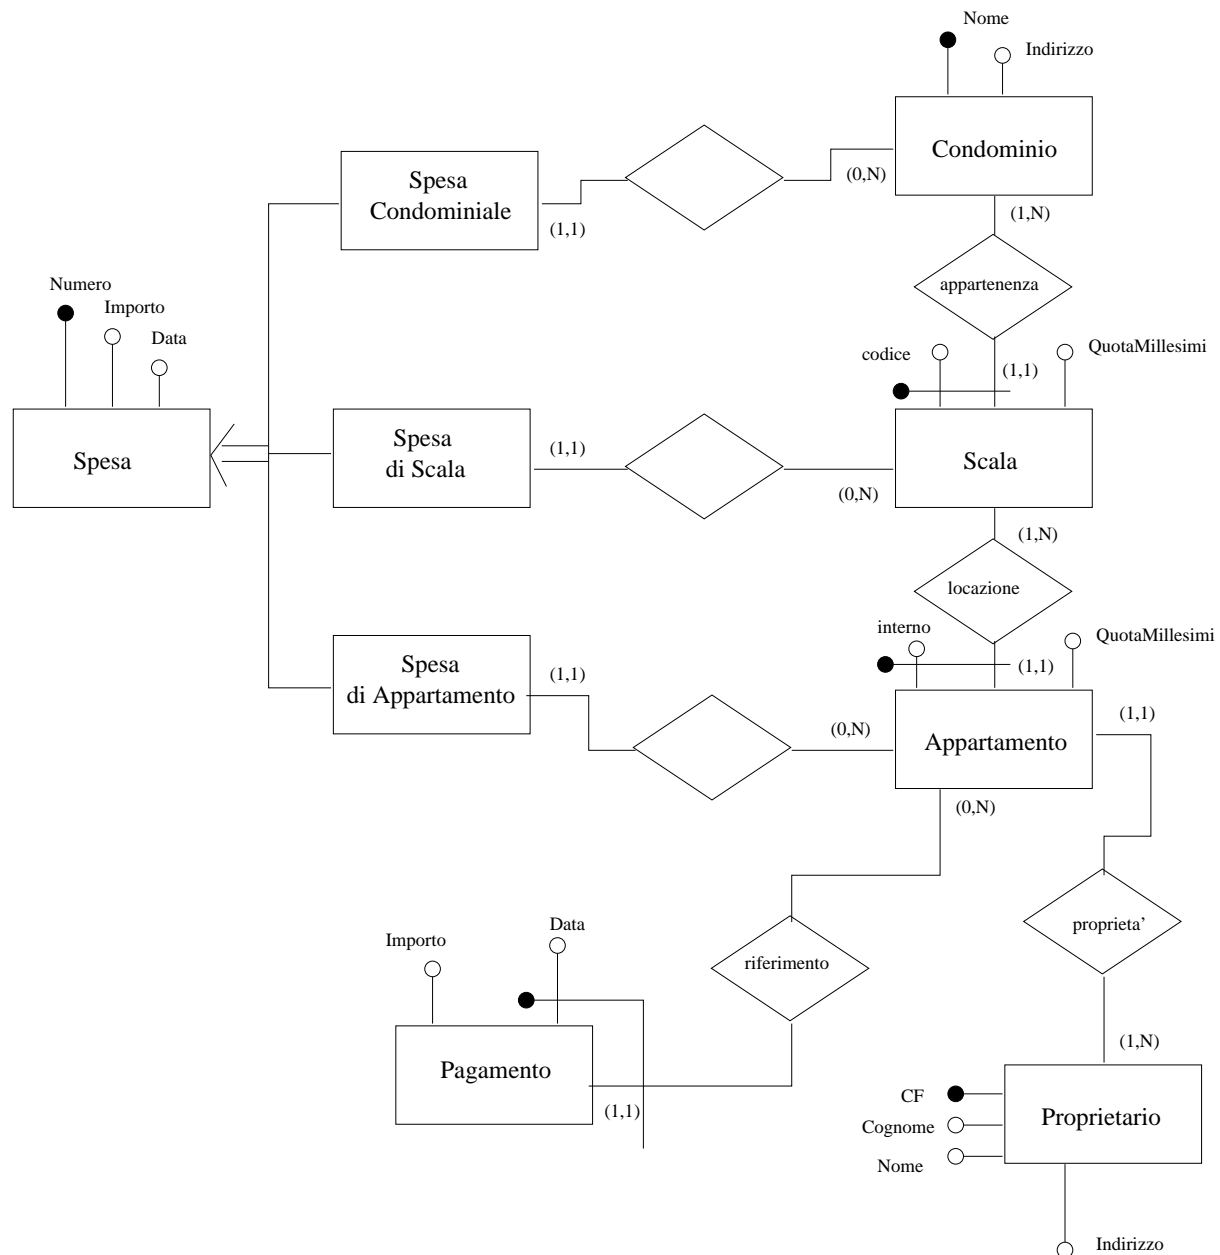 Nome
Indirizzo
Condominio
Spesa
Condominiale
(0,N)
(1,1)
(1,N)
appartenenza
Numero
Importo
Data
codice
QuotaMillesimi
(1,1)
Spesa
Spesa
di Scala
(1,1)
Scala
(0,N)
(1,N)
locazione
interno
QuotaMillesimi
(1,1)
Spesa
di Appartamento
(1,1)
(0,N)
Appartamento
(1,1)
(0,N)
Data
Importo
riferimento
proprieta’
Pagamento
(1,1)
(1,N)
CF
Cognome
Nome
Proprietario
Indirizzo